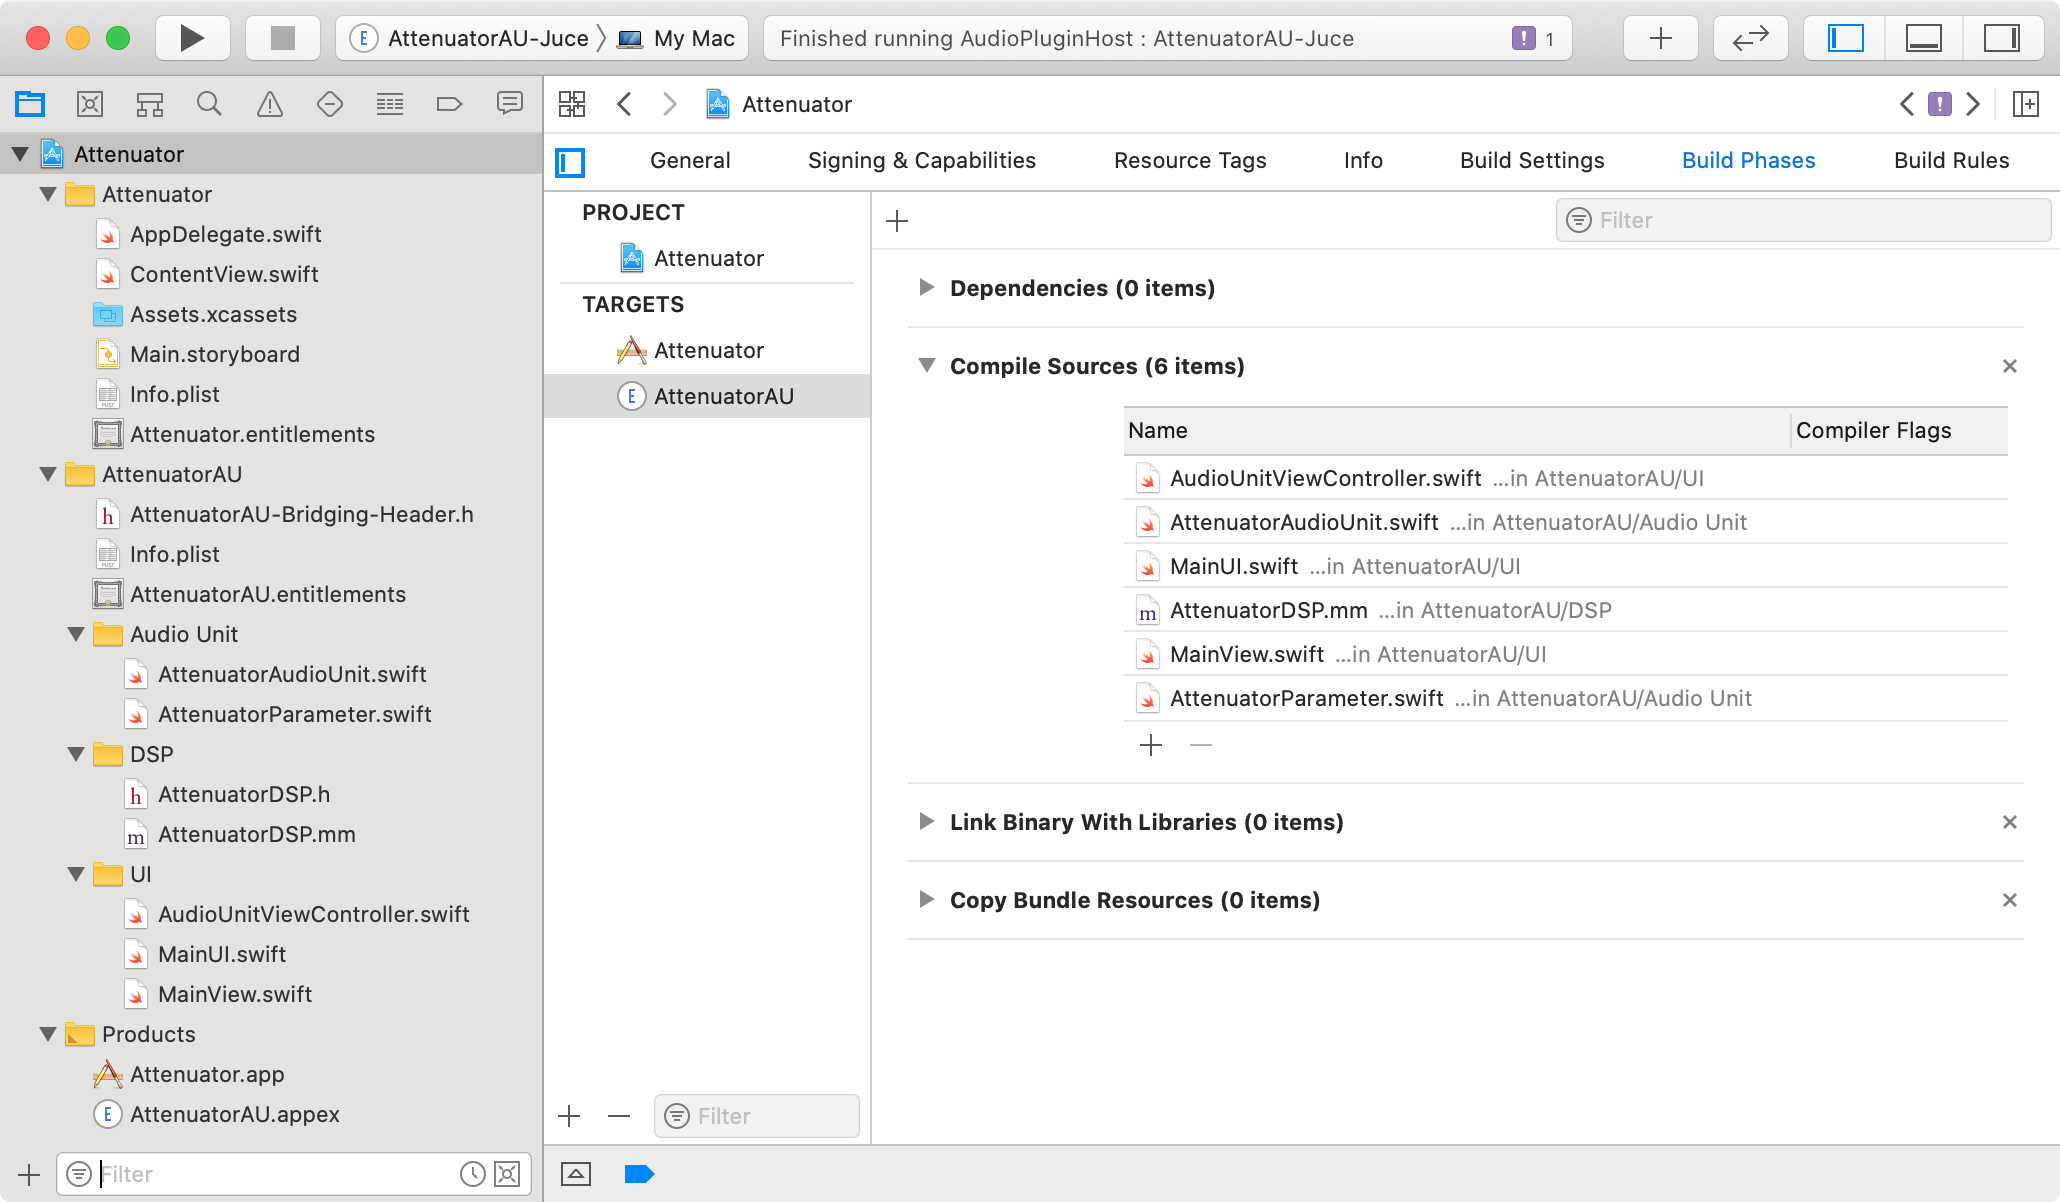 AttenuatorAU-Juce
My Mac
Finished running AudioPluginHost : AttenuatorAU-Juce
1
Attenuator
General
Signing & Capabilities
Resource Tags
Info
Build Settings
Build Phases
Build Rules
Attenuator
Attenuator
AppDelegate.swift
ContentView.swift
Assets.xcassets
Main.storyboard
Info.plist
Attenuator.entitlements
AttenuatorAU
AttenuatorAU-Bridging-Header.h
Info.plist
AttenuatorAU.entitlements
Audio Unit
AttenuatorAudioUnit.swift
AttenuatorParameter.swift
DSP
AttenuatorDSP.h
AttenuatorDSP.mm
UI
AudioUnitViewController.swift
MainUI.swift
MainView.swift
Products
Attenuator.app
AttenuatorAU.appex
Filter
PROJECT
Attenuator
TARGETS
Attenuator
AttenuatorAU
Filter
Filter
Dependencies (0 items)
Compile Sources (6 items)
Name
Compiler Flags
AudioUnitViewController.swift ...in AttenuatorAU/UI
AttenuatorAudioUnit.swift ...in AttenuatorAU/Audio Unit
MainUI.swift ...in AttenuatorAU/UI
AttenuatorDSP.mm ...in AttenuatorAU/DSP
MainView.swift ...in AttenuatorAU/UI
AttenuatorParameter.swift ...in AttenuatorAU/Audio Unit
Link Binary With Libraries (0 items)
Copy Bundle Resources (0 items)